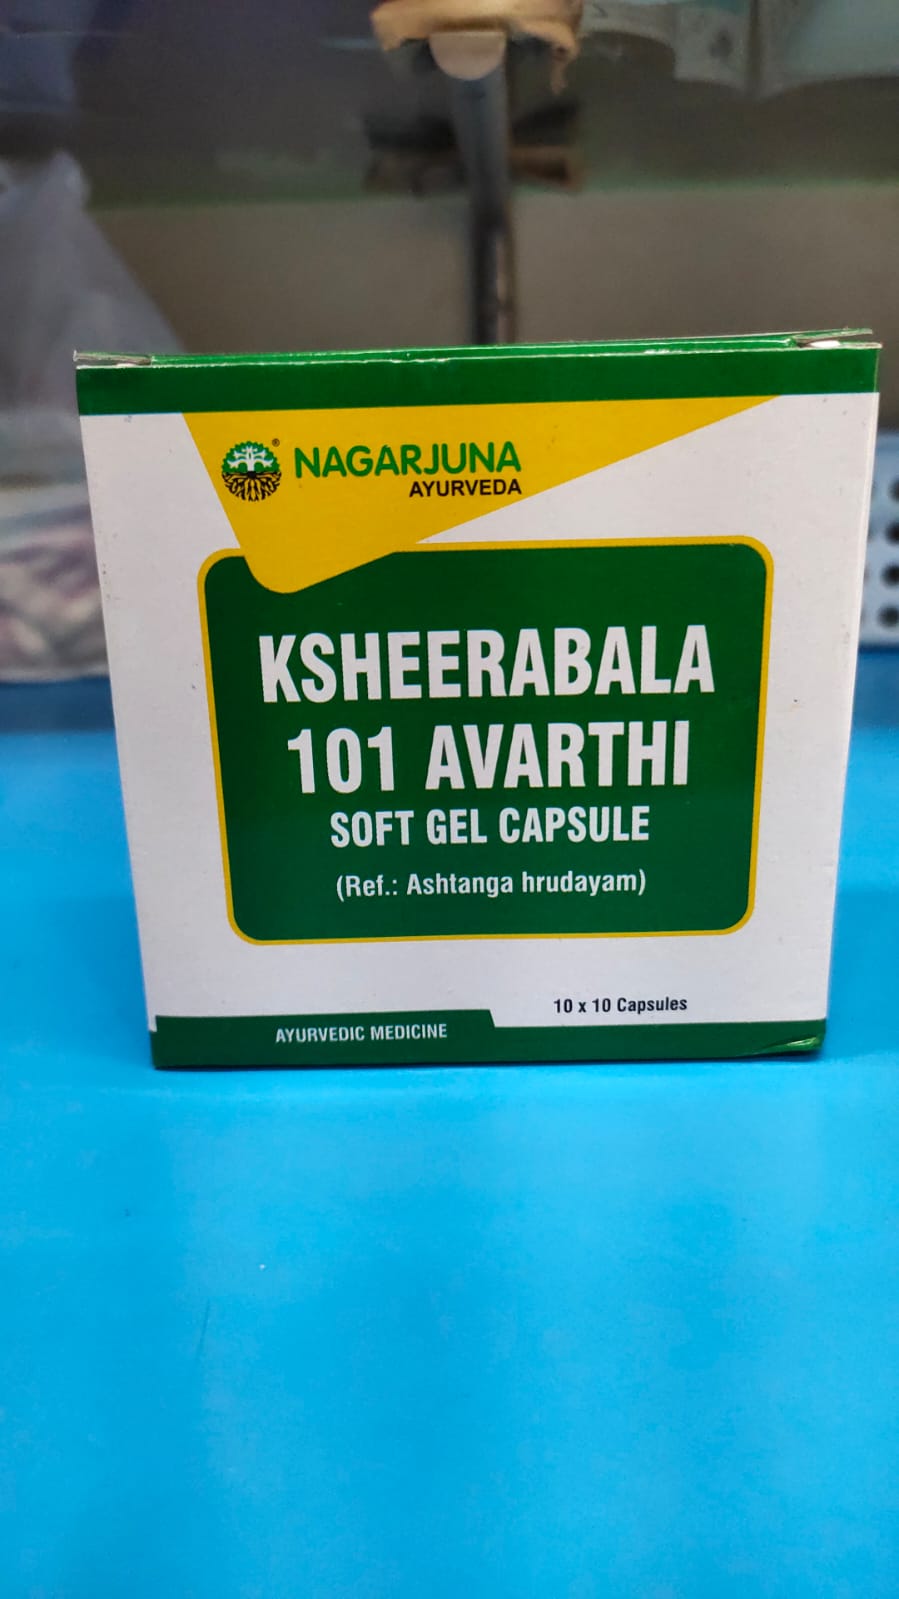 NAGARJUNA
AYURVEDA
KSHEERABALA
101 AVARTHI
SOFT GEL CAPSULE
(Ref.: Ashtanga hrudayam)
10 x 10 Capsules
AYURVEDIC MEDICINE